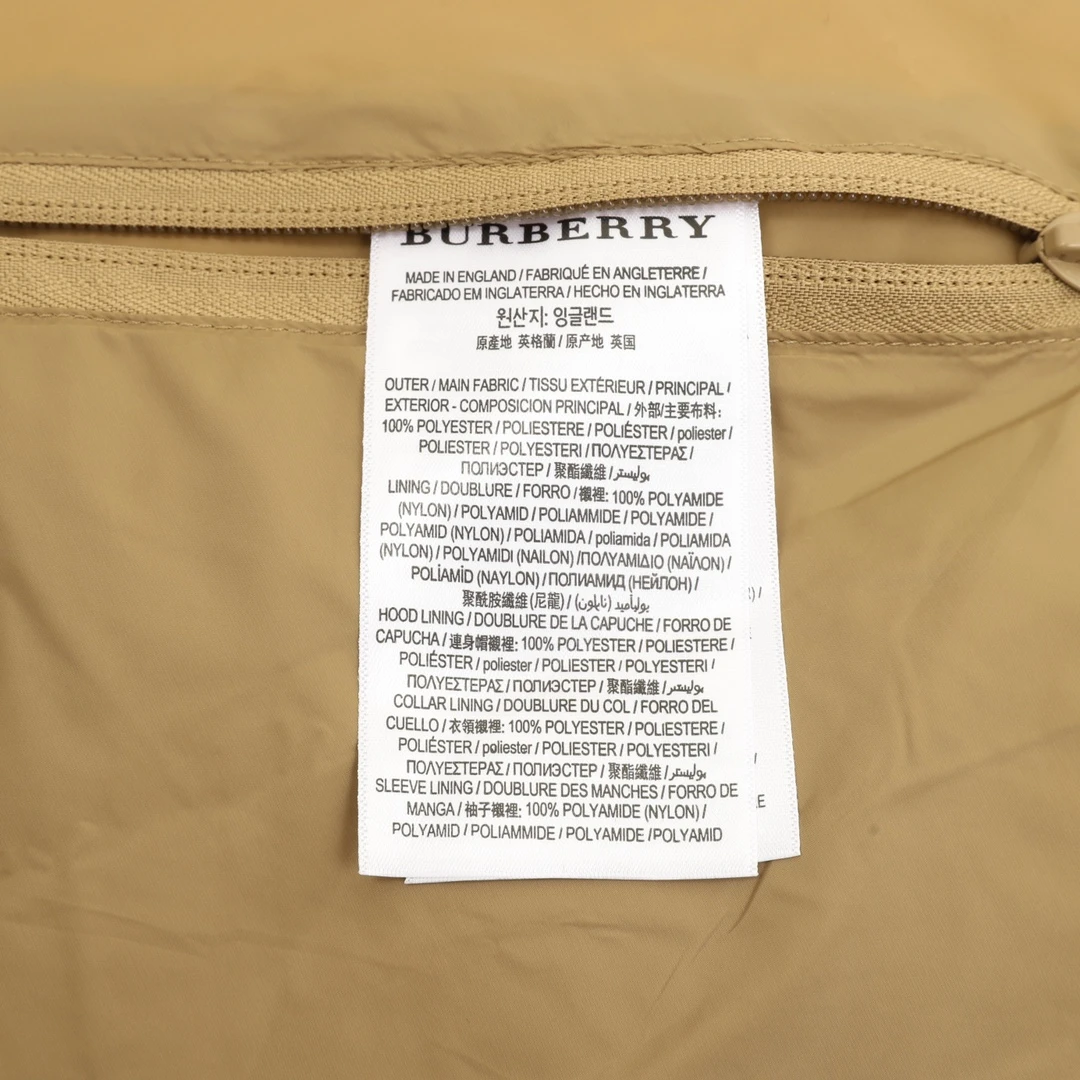 BURBERRY
MADE IN ENGLAND / FABRIQUÉ EN ANGLETERRE /
FABRICADO EM INGLATERRA / HECHO EN INGLATERRA
원산지: 잉글랜드
原產地 英格蘭 / 原产地 英国
OUTER / MAIN FABRIC / TISSU EXTÉRIEUR / PRINCIPAL /
EXTERIOR - COMPOSICION PRINCIPAL / 外部/主要布料:
100% POLYESTER / POLIESTERE / POLIÉSTER / poliester /
POLIESTER / POLYESTERI / ΠΟΛΥΕΣΤΕΡΑΣ /
ПОЛИЭСТЕР / 聚酯纖維 / بوليستر
LINING / DOUBLURE / FORRO / 襯裡: 100% POLYAMIDE
(NYLON) / POLYAMID / POLIAMMIDE / POLYAMIDE /
POLYAMID (NYLON) / POLIAMIDA / poliamida / POLIAMIDA
(NYLON) / POLYAMIDI (NAILON) /ΠΟΛΥΑΜΙΔΙΟ (ΝΑΪΛΟΝ) /
POLİAMİD (NAYLON) / ПОЛИАМИД (НЕЙЛОН) /
聚酰胺纖維 (尼龍) / بوليأميد (نايلون)
HOOD LINING / DOUBLURE DE LA CAPUCHE / FORRO DE
CAPUCHA / 連身帽襯裡: 100% POLYESTER / POLIESTERE /
POLIÉSTER / poliester / POLIESTER / POLYESTERI /
ΠΟΛΥΕΣΤΕΡΑΣ / ПОЛИЭСТЕР / 聚酯纖維 / بوليستر
COLLAR LINING / DOUBLURE DU COL / FORRO DEL
CUELLO / 衣領襯裡: 100% POLYESTER / POLIESTERE /
POLIÉSTER / poliester / POLIESTER / POLYESTERI /
ΠΟΛΥΕΣΤΕΡΑΣ / ПОЛИЭСТЕР / 聚酯纖維 / بوليستر
SLEEVE LINING / DOUBLURE DES MANCHES / FORRO DE
MANGA / 袖子襯裡: 100% POLYAMIDE (NYLON) /
POLYAMID / POLIAMMIDE / POLYAMIDE /POLYAMID